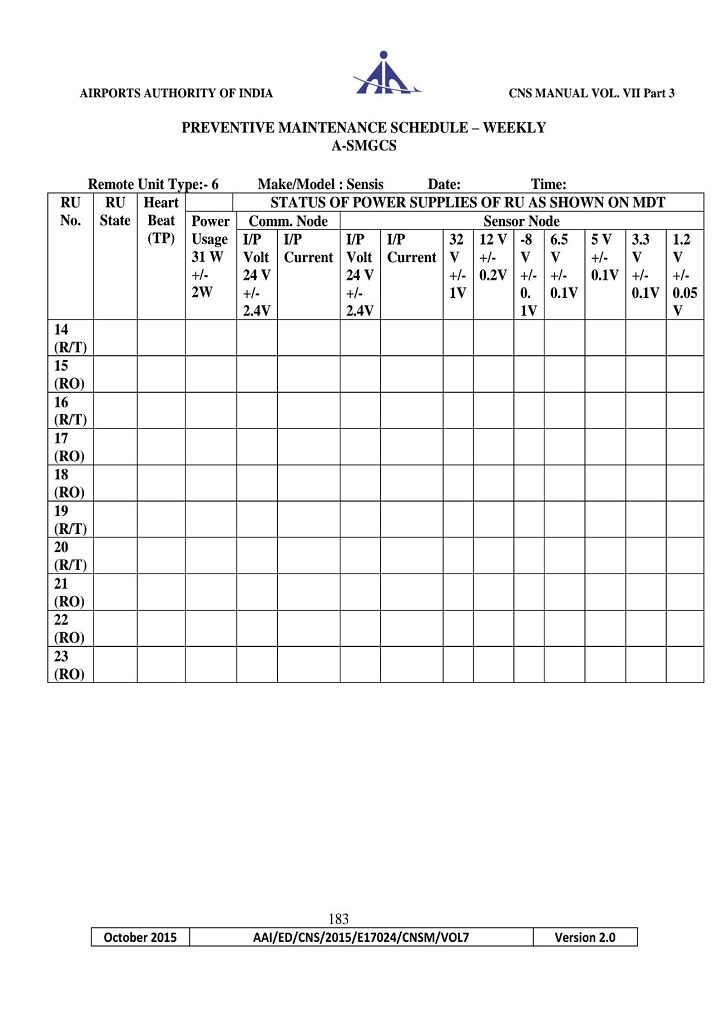 AIRPORTS AUTHORITY OF INDIA CNS MANUAL VOL. VII Part 3
PREVENTIVE MAINTENANCE SCHEDULE – WEEKLY
A-SMGCS
Remote Unit Type:- 6 Make/Model : Sensis Date: Time:
RU No. RU State Heart Beat (TP) STATUS OF POWER SUPPLIES OF RU AS SHOWN ON MDT
Power Usage 31 W +/- 2W Comm. Node Sensor Node
I/P Volt 24 V +/- 2.4V I/P Current I/P Volt 24 V +/- 2.4V I/P Current 32 V +/- 1V 12 V +/- 0.2V -8 V +/- 0. 1V 6.5 V +/- 0.1V 5 V +/- 0.1V 3.3 V +/- 0.1V 1.2 V +/- 0.05 V
14
(R/T)
15
(RO)
16
(R/T)
17
(RO)
18
(RO)
19
(R/T)
20
(R/T)
21
(RO)
22
(RO)
23
(RO)
183
October 2015 AAI/ED/CNS/2015/E17024/CNSM/VOL7 Version 2.0